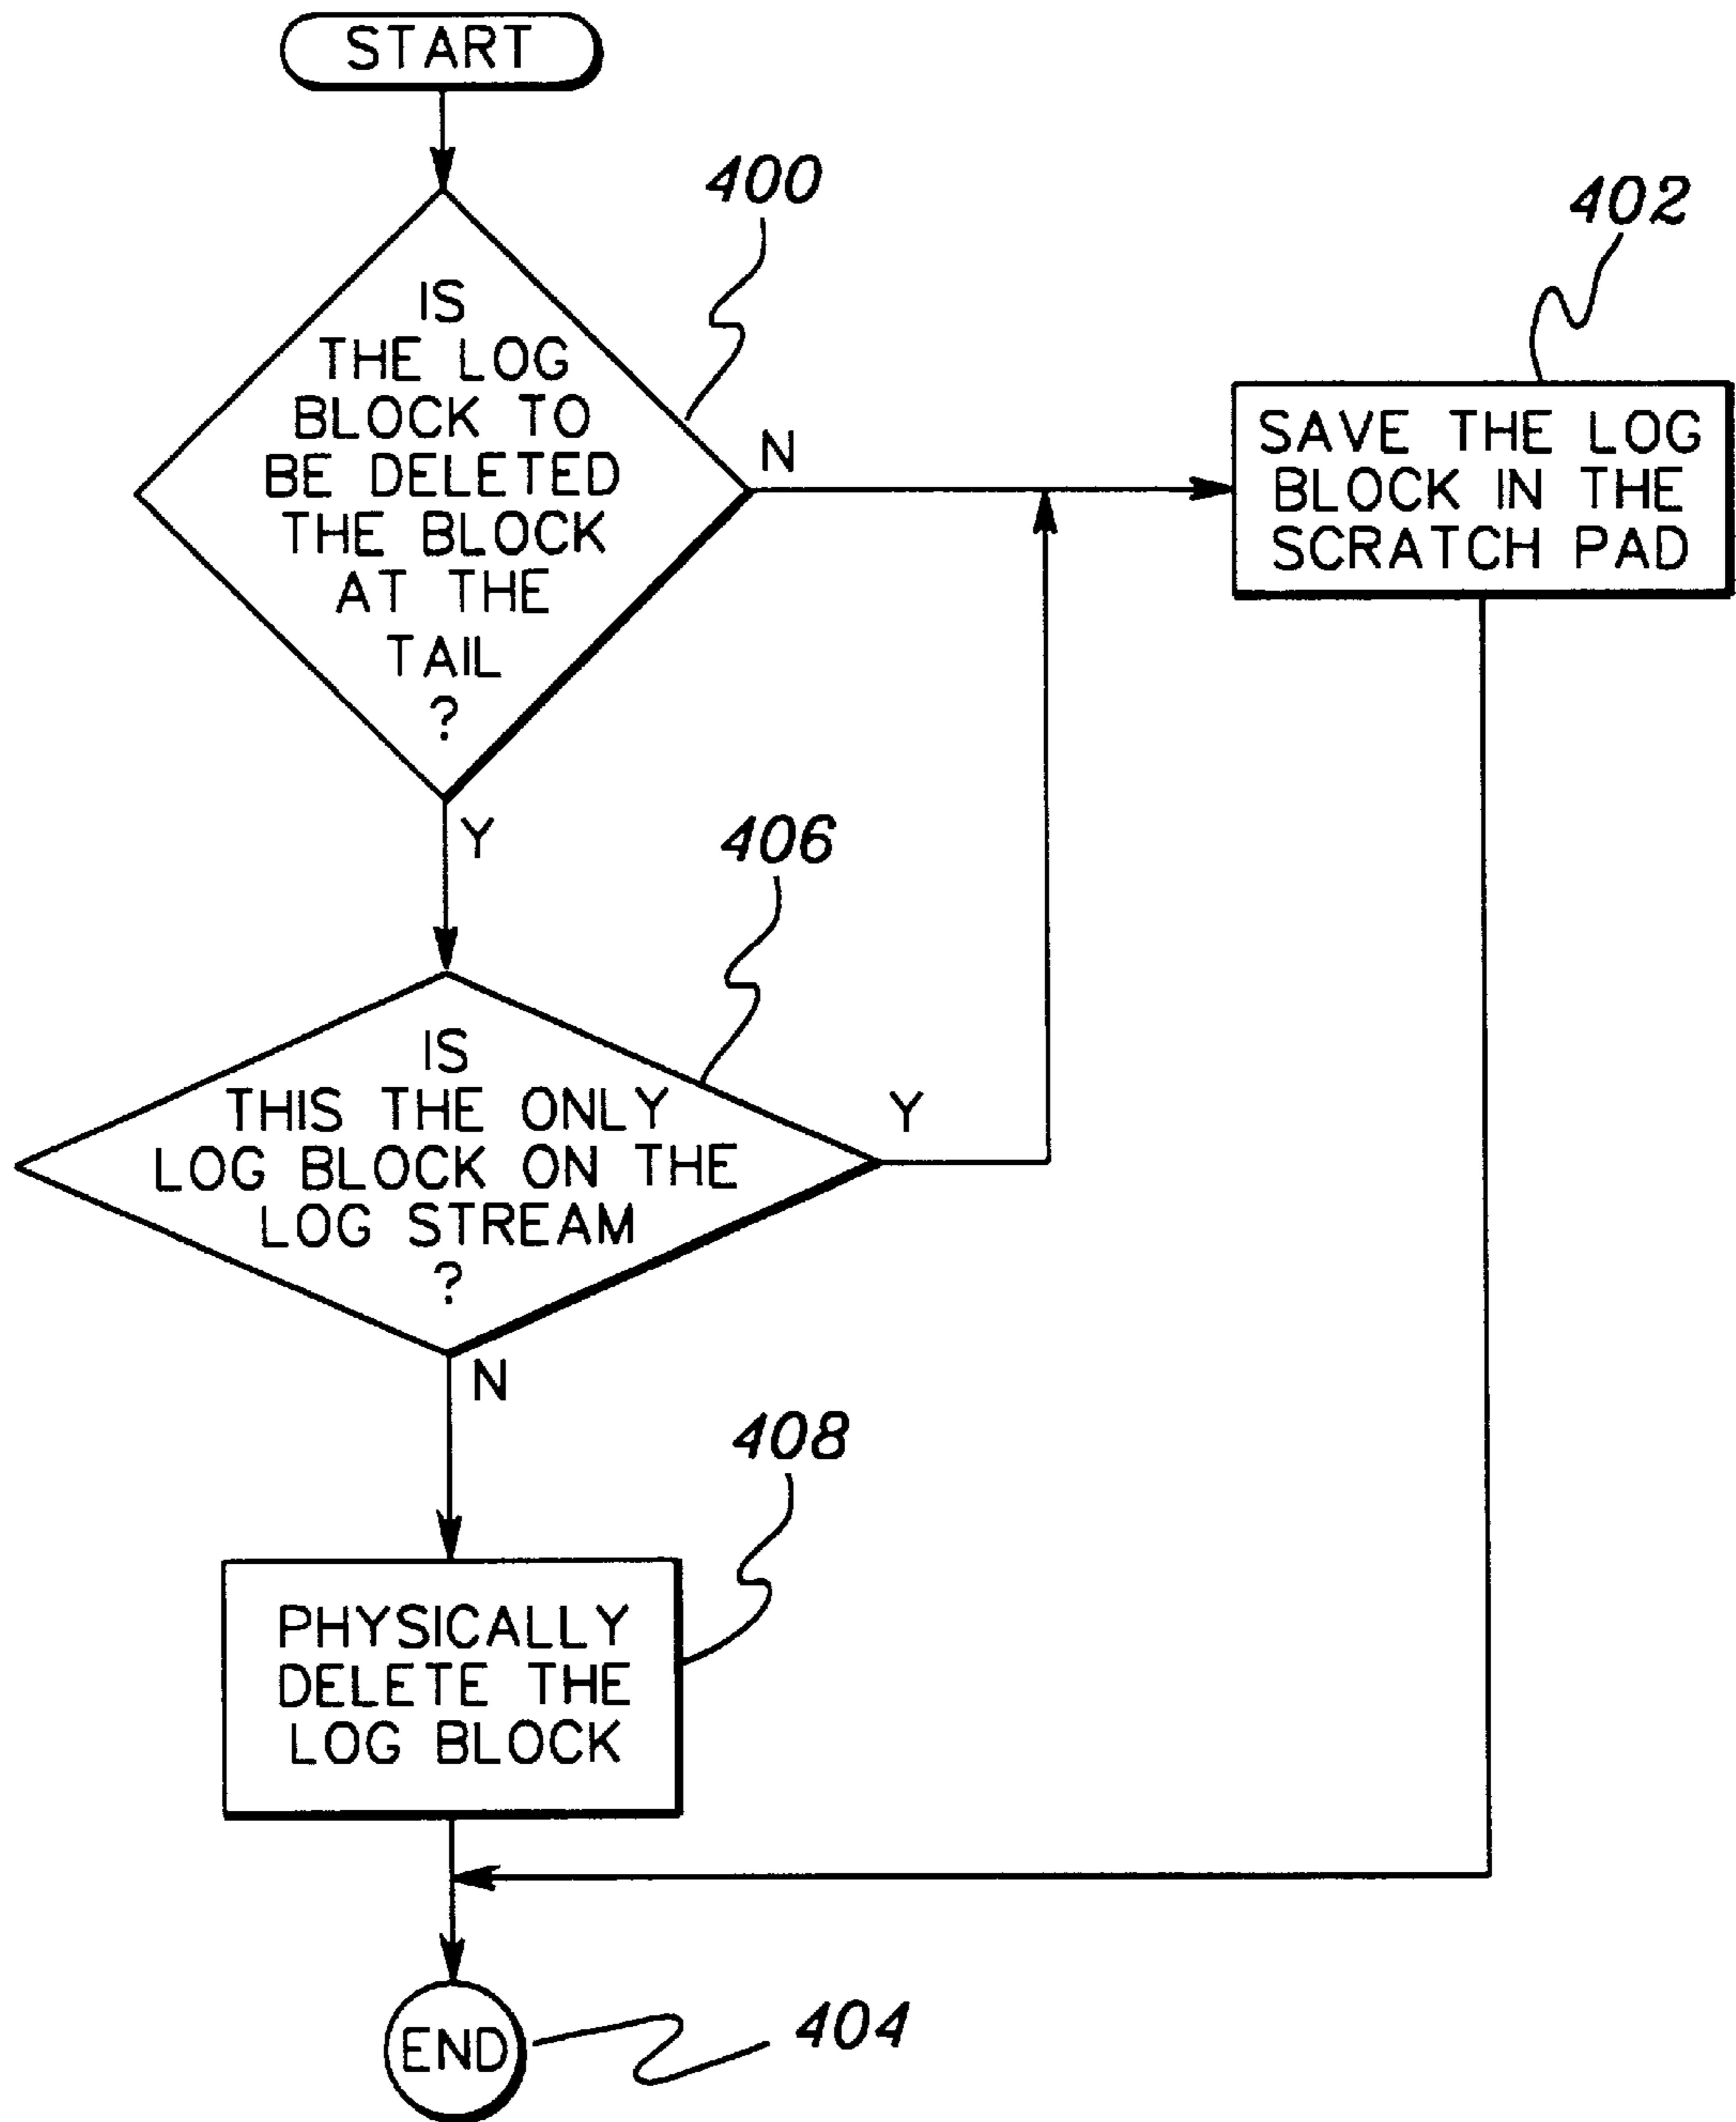 START
400
402
IS
THE LOG
BLOCK TO
BE DELETED
THE BLOCK
AT THE
TAIL
?
N
SAVE THE LOG
BLOCK IN THE
SCRATCH PAD
Y
406
IS
THIS THE ONLY
LOG BLOCK ON THE
LOG STREAM
?
Y
N
408
PHYSICALLY
DELETE THE
LOG BLOCK
END
404